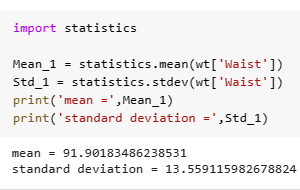 import statistics
Mean_1 = statistics.mean(wt['Waist'])
Std_1 = statistics.stdev(wt['Waist'])
print('mean =',Mean_1)
print('standard deviation =',Std_1)
mean = 91.90183486238531
standard deviation = 13.559115982678824